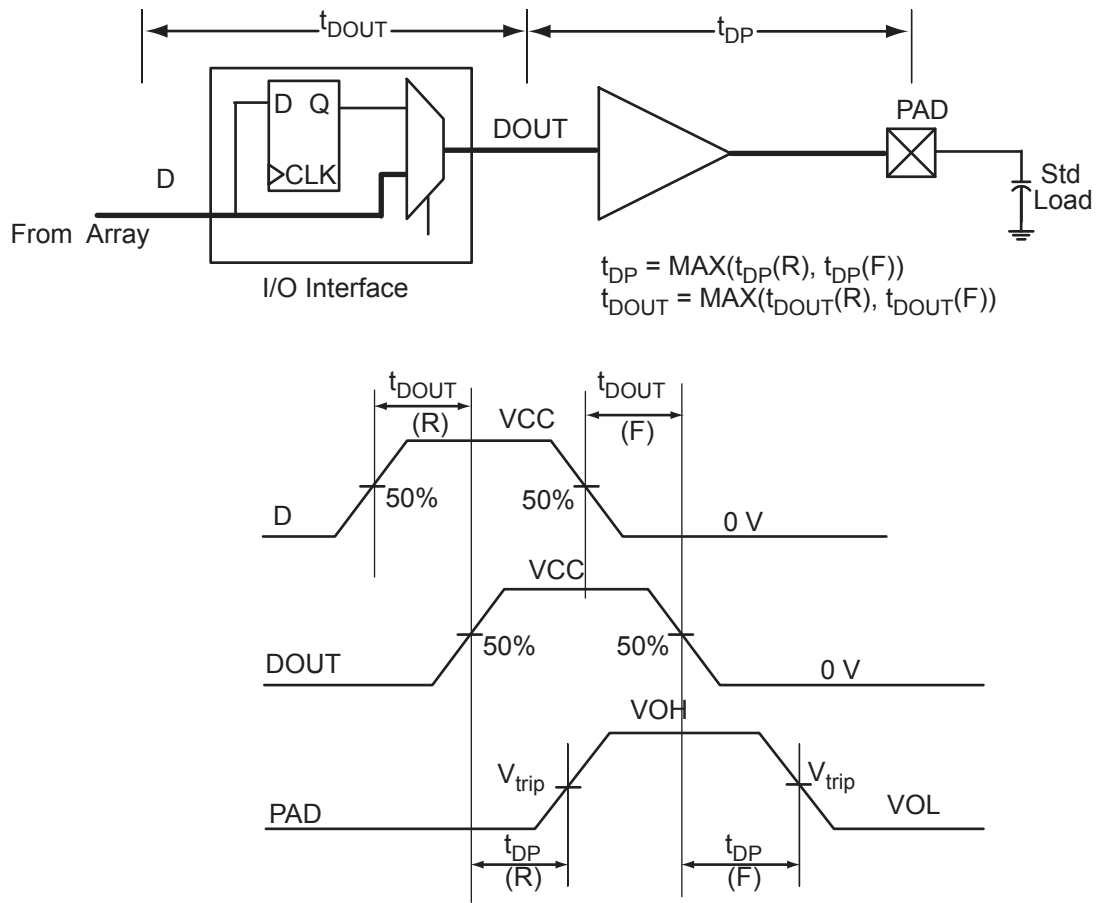 tDOUT
tDP
D Q
CLK
DOUT
PAD
D
From Array
Std
Load
I/O Interface
tDP = MAX(tDP(R), tDP(F))
tDOUT = MAX(tDOUT(R), tDOUT(F))
tDOUT
(R)
VCC
tDOUT
(F)
50%
50%
D
0 V
VCC
50%
50%
DOUT
0 V
VOH
Vtrip
Vtrip
PAD
VOL
tDP
(R)
tDP
(F)